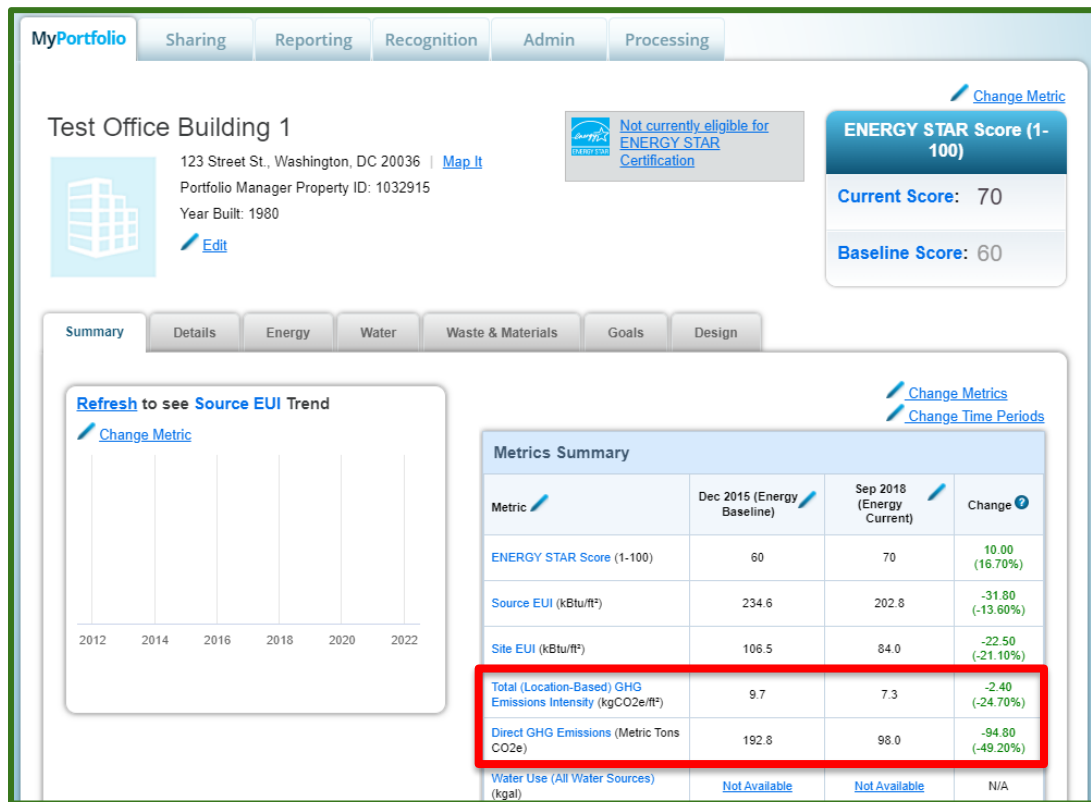 MyPortfolio Sharing Reporting Recognition Admin Processing
Change Metric
Test Office Building 1
123 Street St., Washington, DC 20036 | Map It
Portfolio Manager Property ID: 1032915
Year Built: 1980
Edit
ENERGY STAR
Not currently eligible for
ENERGY STAR
Certification
ENERGY STAR Score (1-
100)
Current Score: 70
Baseline Score: 60
Summary Details Energy Water Waste & Materials Goals Design
Refresh to see Source EUI Trend
Change Metric
2012 2014 2016 2018 2020 2022
Change Metrics
Change Time Periods
Metrics Summary
Metric
Dec 2015 (Energy
Baseline)
Sep 2018
(Energy
Current)
Change ?
ENERGY STAR Score (1-100) 60 70 10.00
(16.70%)
Source EUI (kBtu/ft²) 234.6 202.8 -31.80
(-13.60%)
Site EUI (kBtu/ft²) 106.5 84.0 -22.50
(-21.10%)
Total (Location-Based) GHG
Emissions Intensity (kgCO2e/ft²) 9.7 7.3 -2.40
(-24.70%)
Direct GHG Emissions (Metric Tons
CO2e) 192.8 98.0 -94.80
(-49.20%)
Water Use (All Water Sources)
(kgal) Not Available Not Available N/A